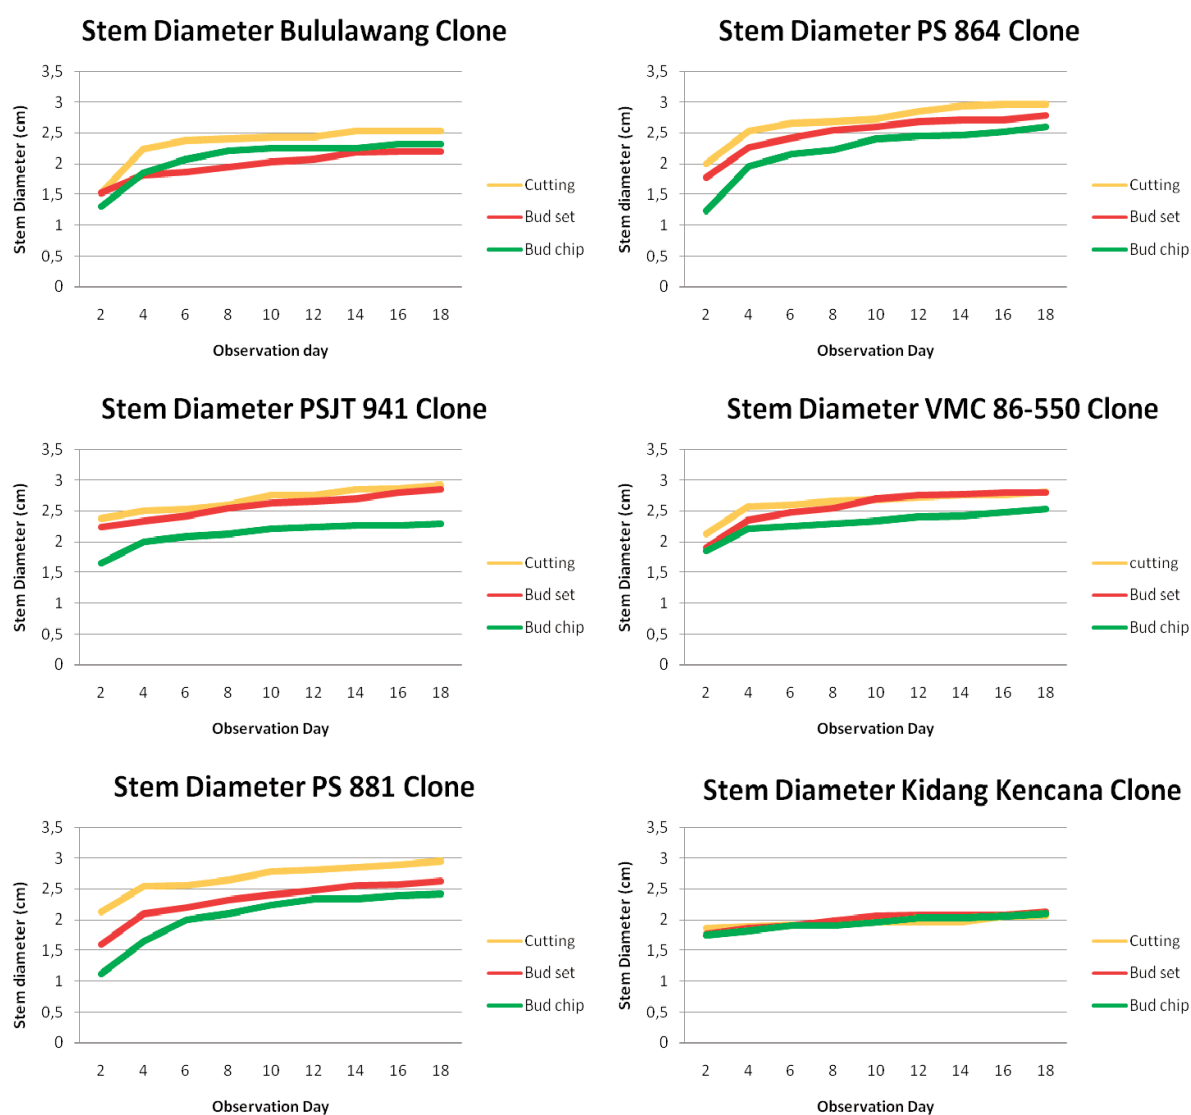 Stem Diameter Bululawang Clone
Stem Diameter (cm)
3,5
3
2,5
2
1,5
1
0,5
0
2 4 6 8 10 12 14 16 18
Observation day
Cutting
Bud set
Bud chip
Stem Diameter PS 864 Clone
Stem diameter (cm)
3,5
3
2,5
2
1,5
1
0,5
0
2 4 6 8 10 12 14 16 18
Observation Day
Cutting
Bud set
Bud chip
Stem Diameter PSJT 941 Clone
Stem Diameter (cm)
3,5
3
2,5
2
1,5
1
0,5
0
2 4 6 8 10 12 14 16 18
Observation Day
Cutting
Bud set
Bud chip
Stem Diameter VMC 86-550 Clone
Stem Diameter (cm)
3,5
3
2,5
2
1,5
1
0,5
0
2 4 6 8 10 12 14 16 18
Observation Day
cutting
Bud set
Bud chip
Stem Diameter PS 881 Clone
Stem diameter (cm)
3,5
3
2,5
2
1,5
1
0,5
0
2 4 6 8 10 12 14 16 18
Observation Day
Cutting
Bud set
Bud chip
Stem Diameter Kidang Kencana Clone
Stem Diameter (cm)
3,5
3
2,5
2
1,5
1
0,5
0
2 4 6 8 10 12 14 16 18
Observation Day
Cutting
Bud set
Bud chip